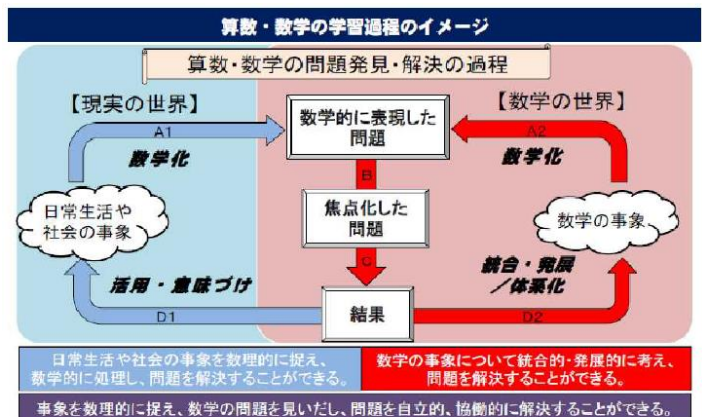 算数・数学の学習過程のイメージ
算数・数学の問題発見・解決の過程
【現実の世界】
【数学の世界】
A1
数学化
数学的に表現した
問題
A2
数学化
B
日常生活や
社会の事象
焦点化した
問題
数学の事象
C
活用・意味づけ
統合・発展
／体系化
D1
結果
D2
日常生活や社会の事象を数理的に捉え、
数学的に処理し、問題を解決することができる。
数学の事象について統合的・発展的に考え、
問題を解決することができる。
事象を数理的に捉え、数学の問題を見いだし、問題を自立的、協働的に解決することができる。